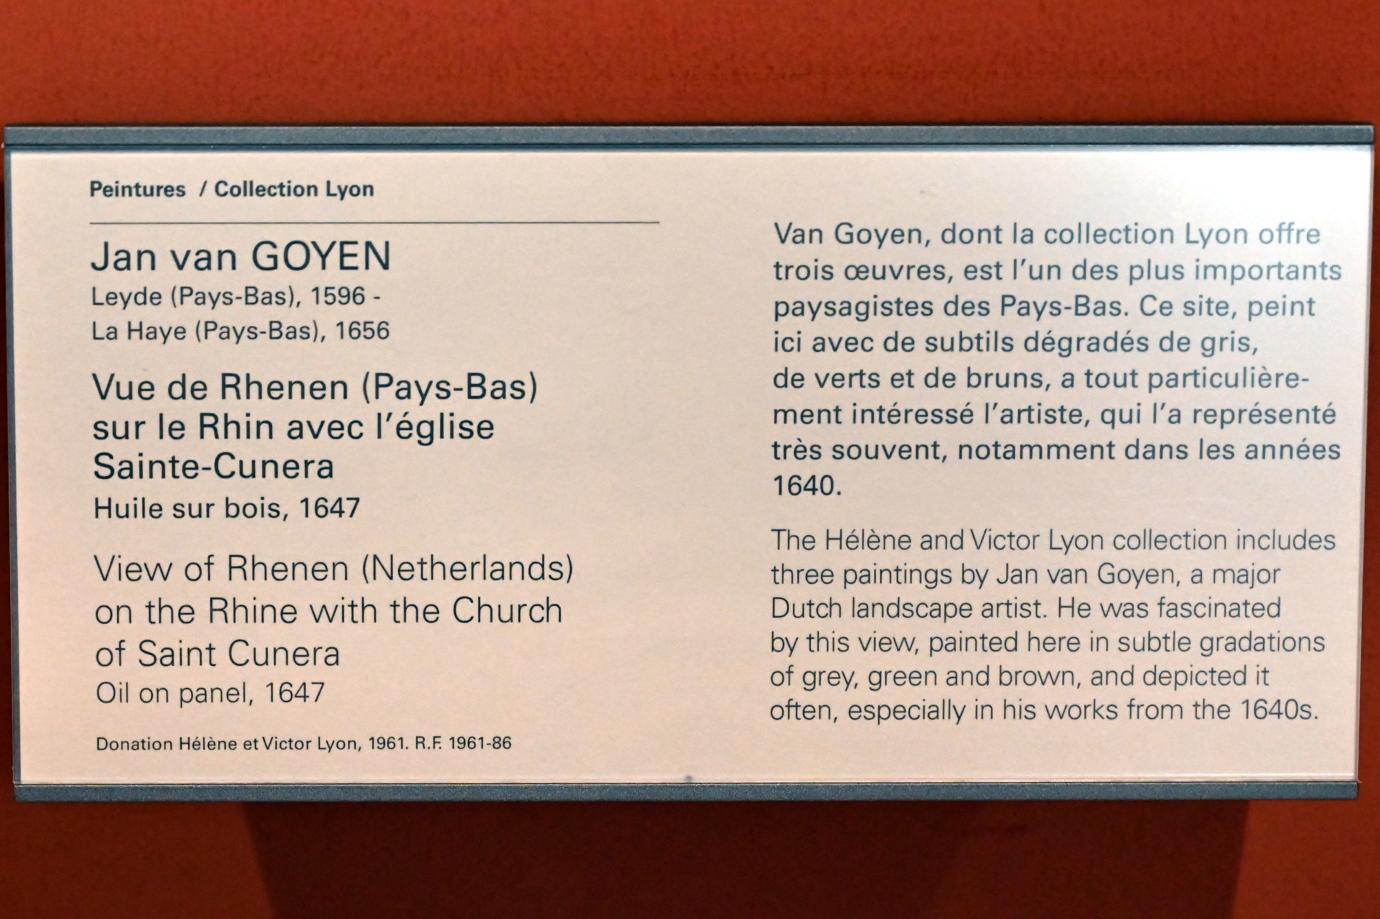 Peintures / Collection Lyon
Jan van GOYEN
Leyde (Pays-Bas), 1596 -
La Haye (Pays-Bas), 1656
Vue de Rhenen (Pays-Bas)
sur le Rhin avec l'église
Sainte-Cunera
Huile sur bois, 1647
View of Rhenen (Netherlands)
on the Rhine with the Church
of Saint Cunera
Oil on panel, 1647
Donation Hélène et Victor Lyon, 1961. R.F. 1961-86
Van Goyen, dont la collection Lyon offre
trois œuvres, est l'un des plus importants
paysagistes des Pays-Bas. Ce site, peint
ici avec de subtils dégradés de gris,
de verts et de bruns, a tout particulière-
ment intéressé l'artiste, qui l'a représenté
très souvent, notamment dans les années
1640.
The Hélène and Victor Lyon collection includes
three paintings by Jan van Goyen, a major
Dutch landscape artist. He was fascinated
by this view, painted here in subtle gradations
of grey, green and brown, and depicted it
often, especially in his works from the 1640s.